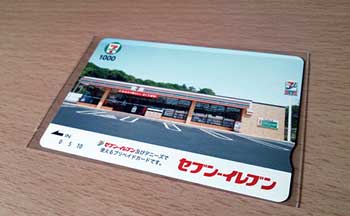 7
1000
IN
0 5 10
セブン-イレブン及びデニーズで
使えるプリペイドカードです。
セブン-イレブン